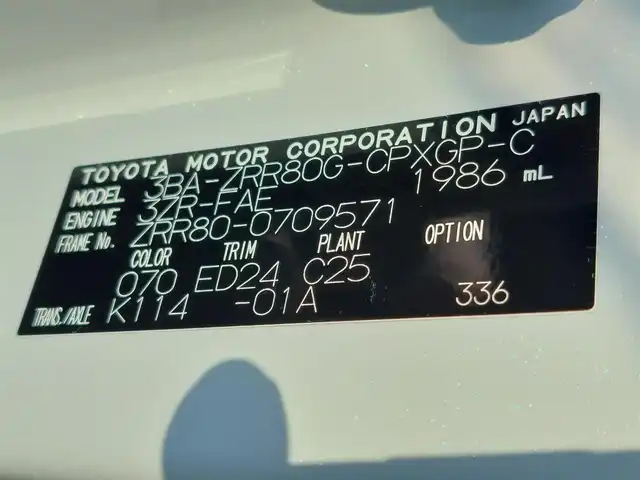 TOYOTA MOTOR CORPORATION JAPAN
MODEL 3BA-ZRR80G-CPXGP-C
ENGINE 3ZR-FAE 1986 mL
FRAME No. ZRR80-0709571
COLOR TRIM PLANT OPTION
070 ED24 C25
TRANS./AXLE K114 -01A 336